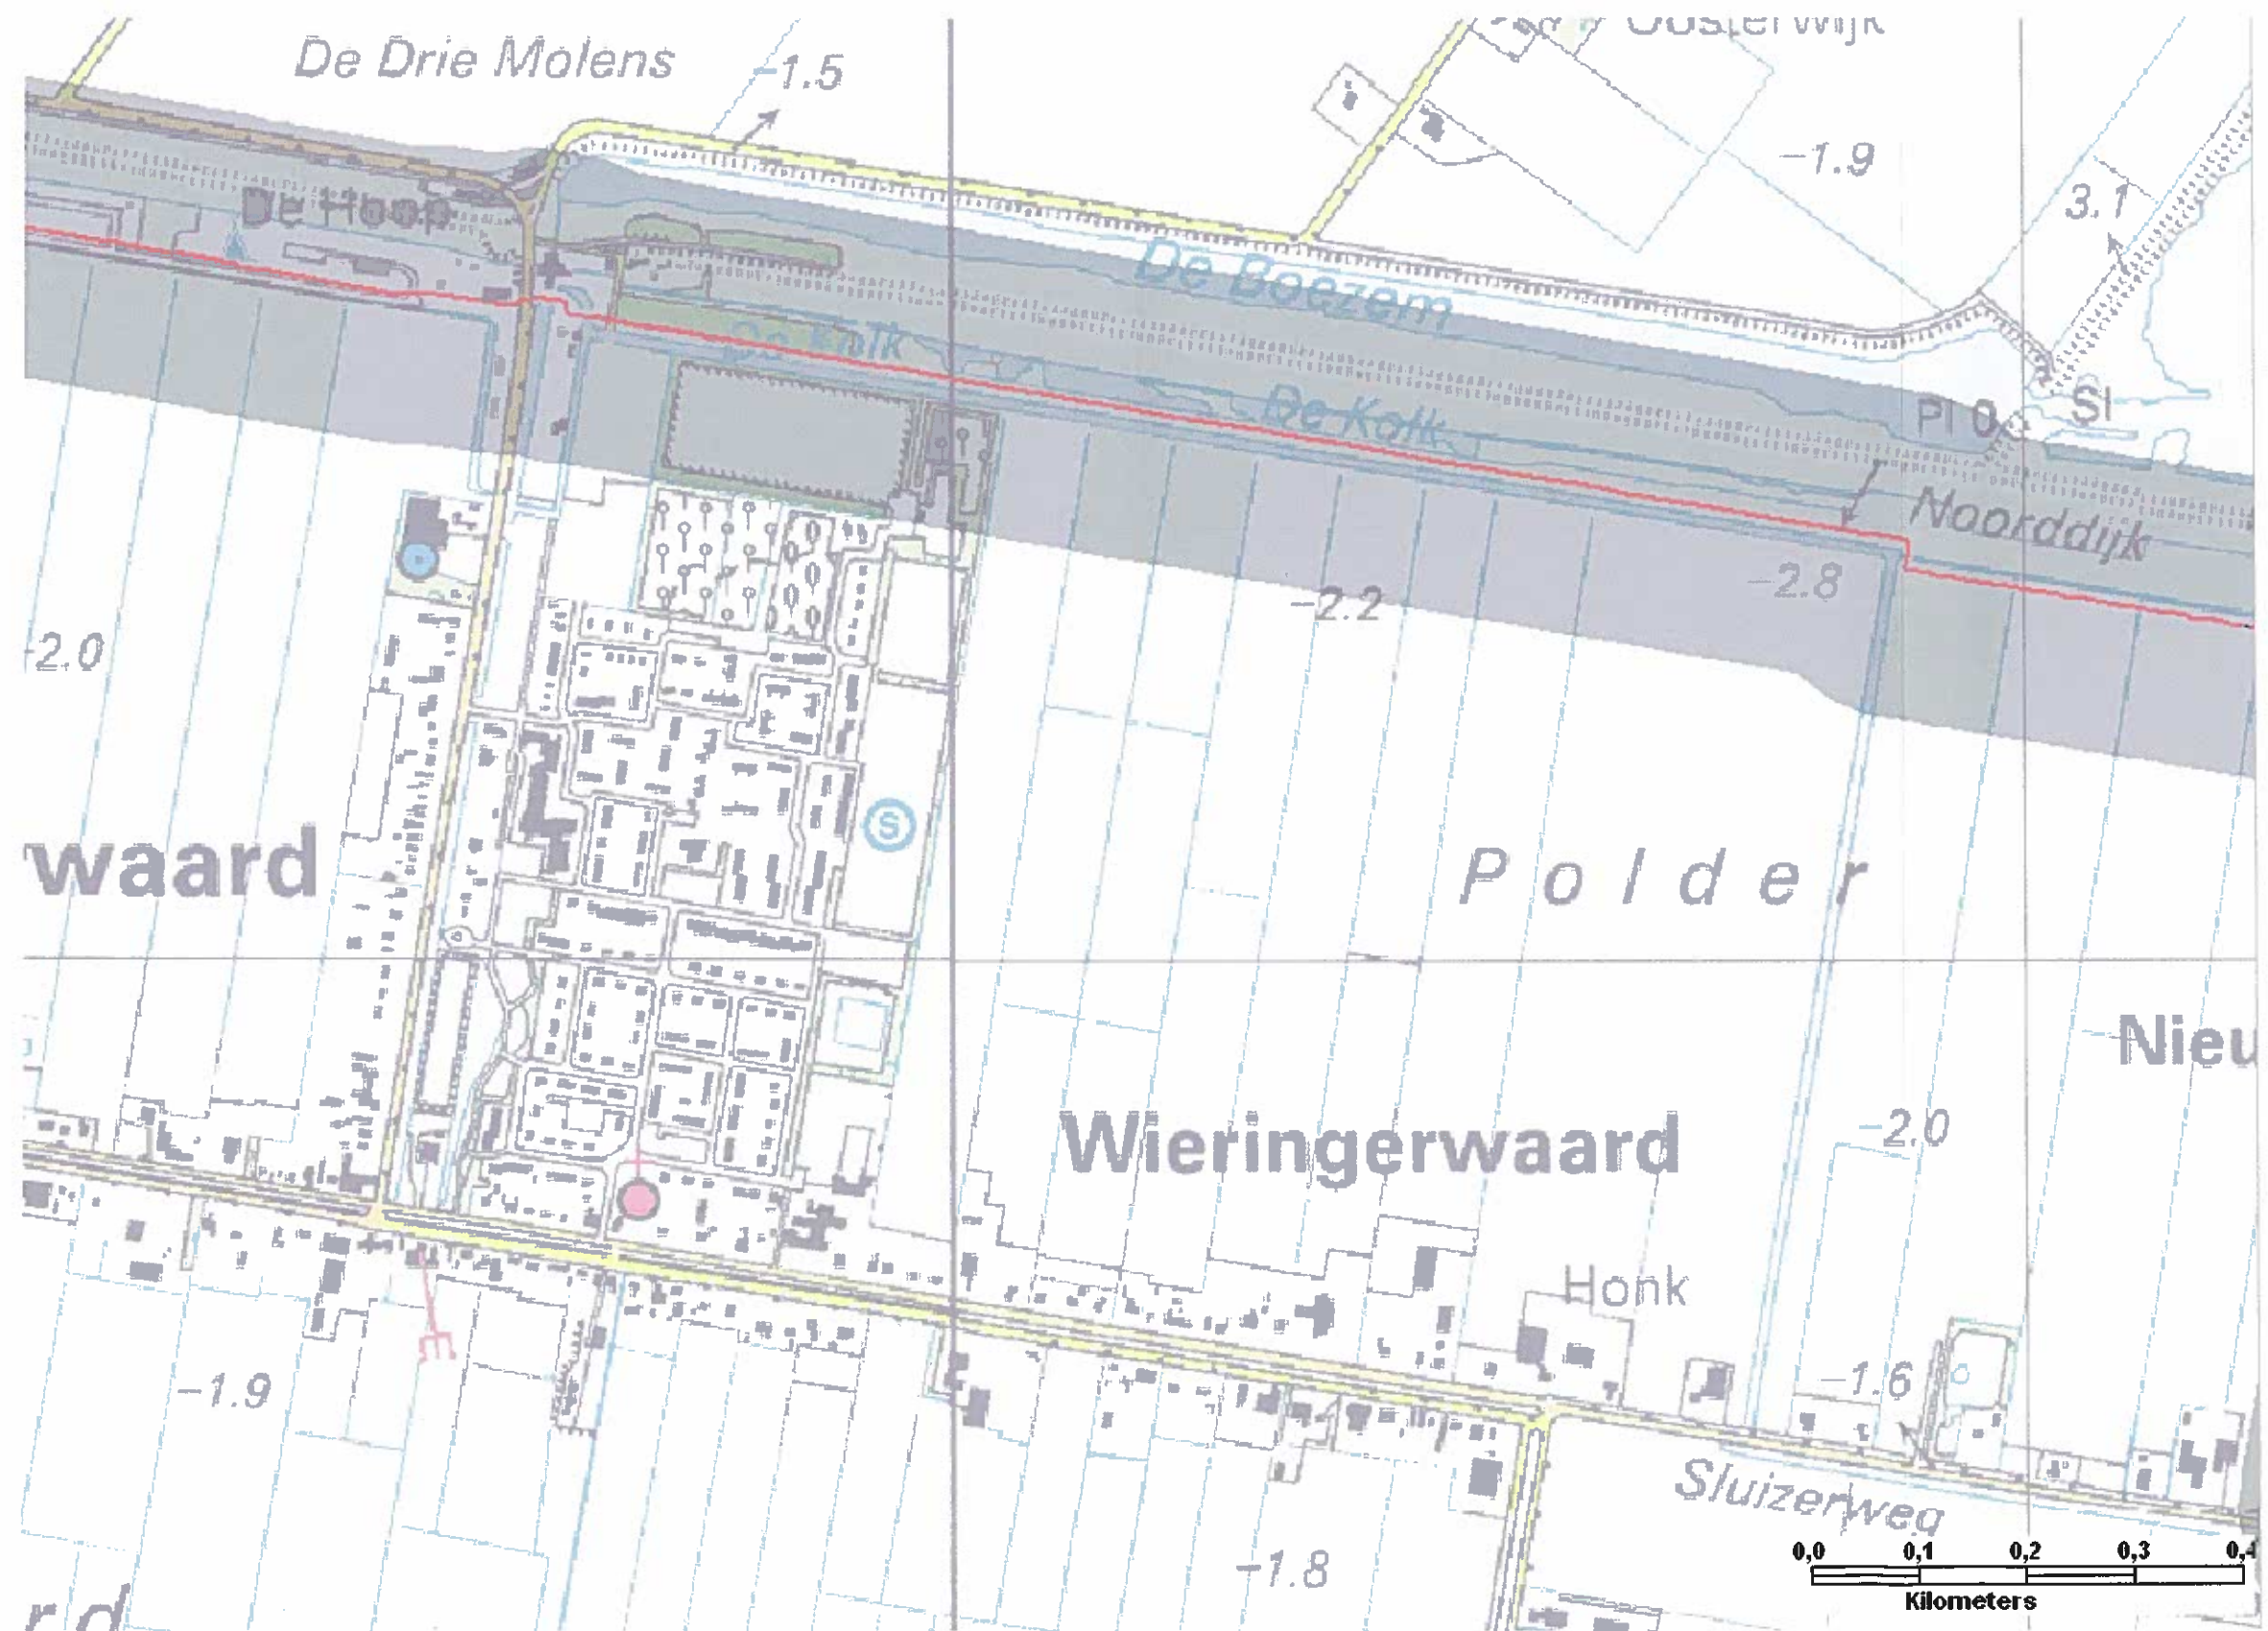 De Drie Molens
-1.5
Oosterwijk
-1.9
3.1
De Hoop
De Boezem
De Kolk
De Kolk
Pl 0
Sl
Noorddijk
-2.8
-2.2
-2.0
S
waard
Polder
Nieu
Wieringerwaard
-2.0
Honk
-1.9
-1.6
Sluizerweg
-1.8
rd
0,0 0,1 0,2 0,3 0,4
Kilometers